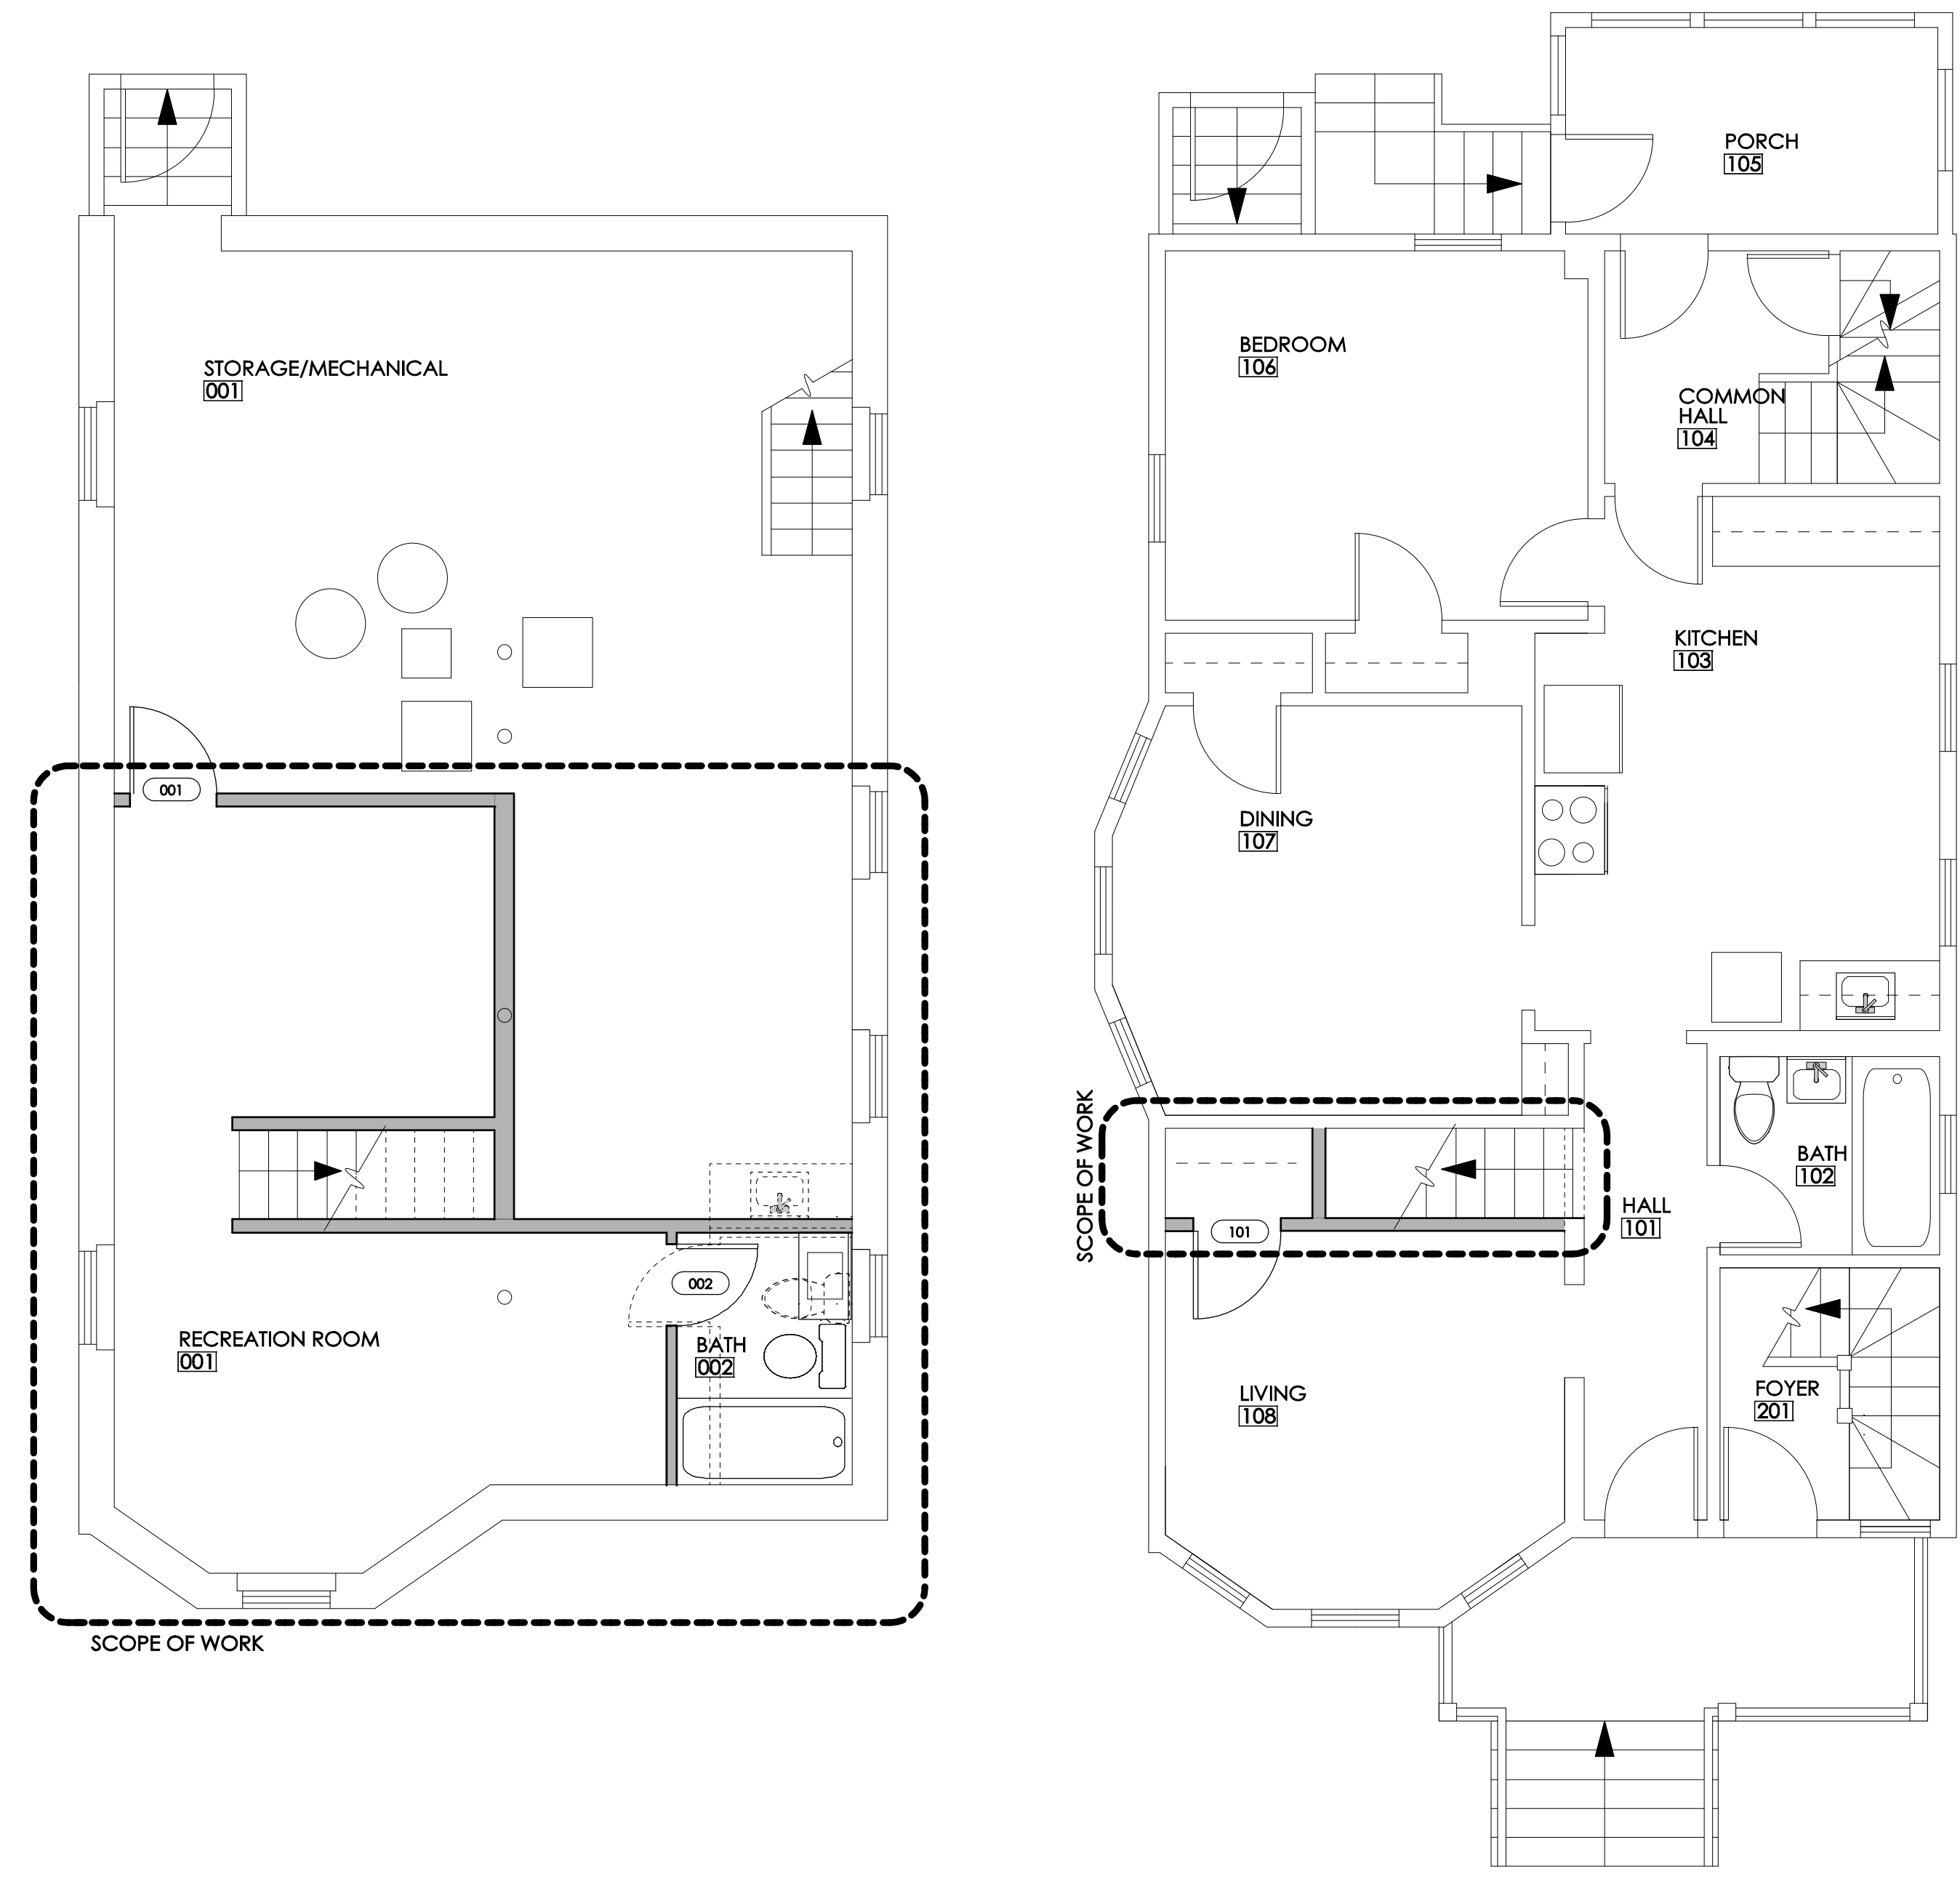 STORAGE/MECHANICAL
001
001
002
RECREATION ROOM
001
BATH
002
SCOPE OF WORK
PORCH
105
BEDROOM
106
COMMON
HALL
104
KITCHEN
103
DINING
107
SCOPE OF WORK
101
HALL
101
BATH
102
LIVING
108
FOYER
201